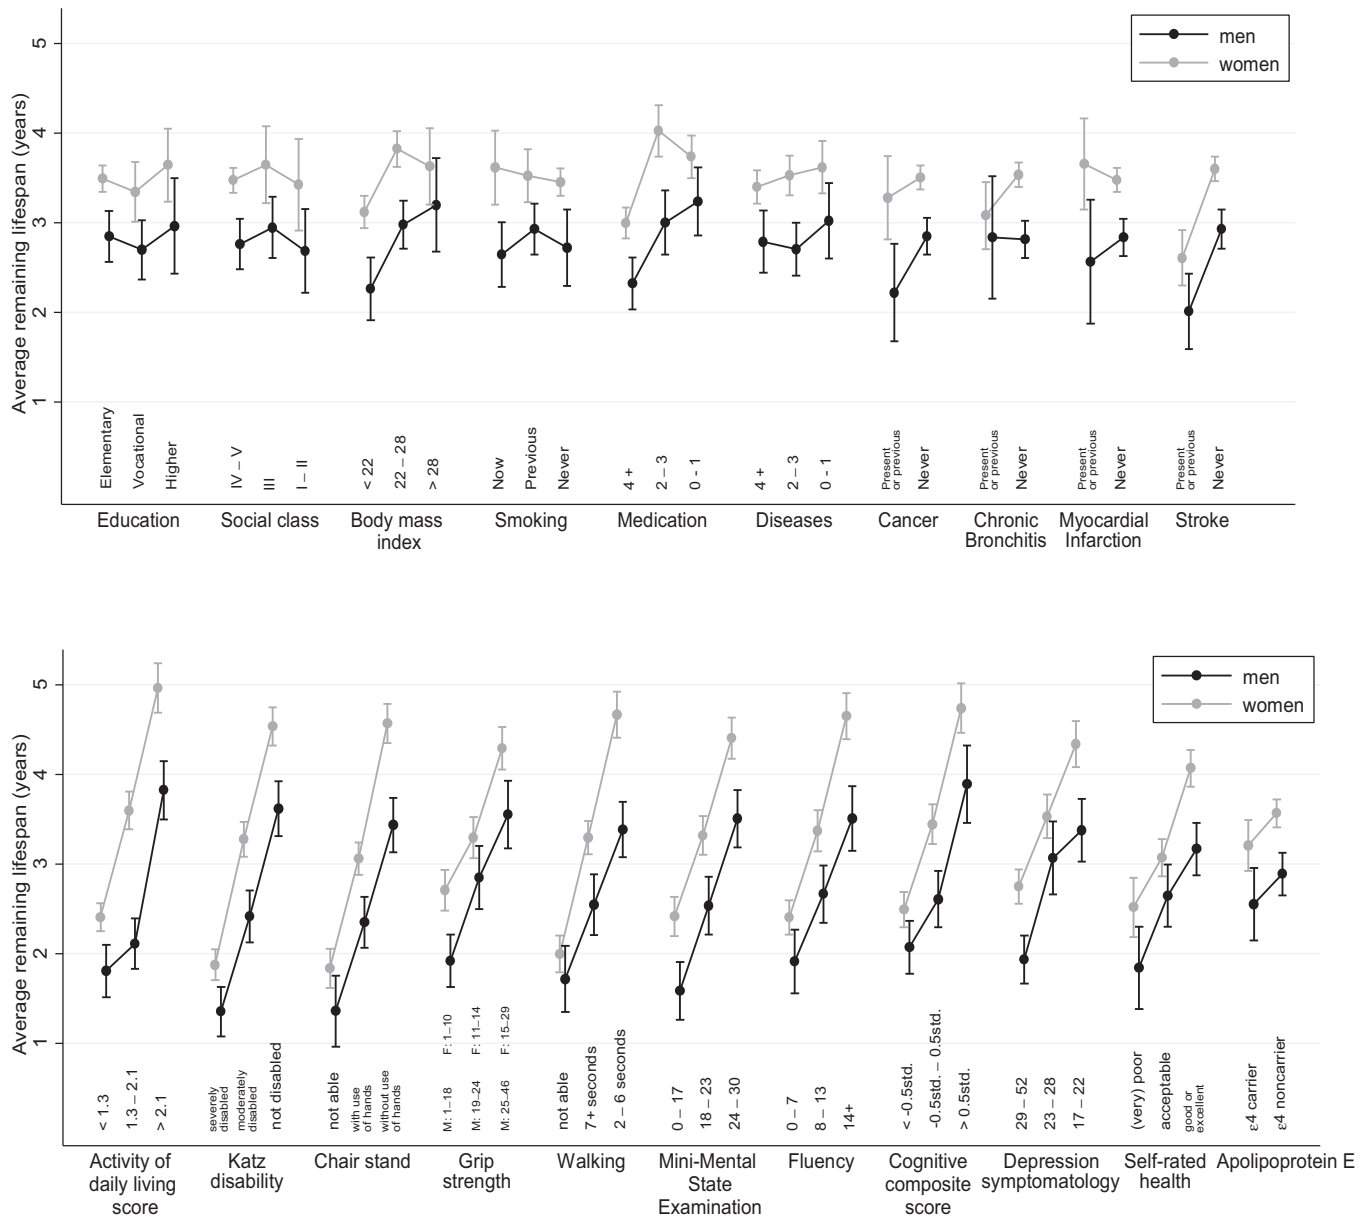 men
women
Average remaining lifespan (years)
5
4
3
2
1
Elementary
Vocational
Higher
IV – V
III
I – II
< 22
22 – 28
> 28
Now
Previous
Never
4 +
2 – 3
0 - 1
4 +
2 – 3
0 - 1
Present
or previous
Never
Present
or previous
Never
Present
or previous
Never
Present
or previous
Never
Education
Social class
Body mass
index
Smoking
Medication
Diseases
Cancer
Chronic
Bronchitis
Myocardial
Infarction
Stroke
men
women
Average remaining lifespan (years)
5
4
3
2
1
< 1.3
1.3 – 2.1
> 2.1
severely
disabled
moderately
disabled
not disabled
not able
with use
of hands
without use
of hands
M: 1–18 F: 1–10
M: 19–24 F: 11–14
M: 25–46 F: 15–29
not able
7+ seconds
2 – 6 seconds
0 – 17
18 – 23
24 – 30
0 – 7
8 – 13
14+
< -0.5std.
-0.5std. – 0.5std.
> 0.5std.
29 – 52
23 – 28
17 – 22
(very) poor
acceptable
good or
excellent
ε4 carrier
ε4 noncarrier
Activity of
daily living
score
Katz
disability
Chair stand
Grip
strength
Walking
Mini-Mental
State
Examination
Fluency
Cognitive
composite
score
Depression
symptomatology
Self-rated
health
Apolipoprotein E